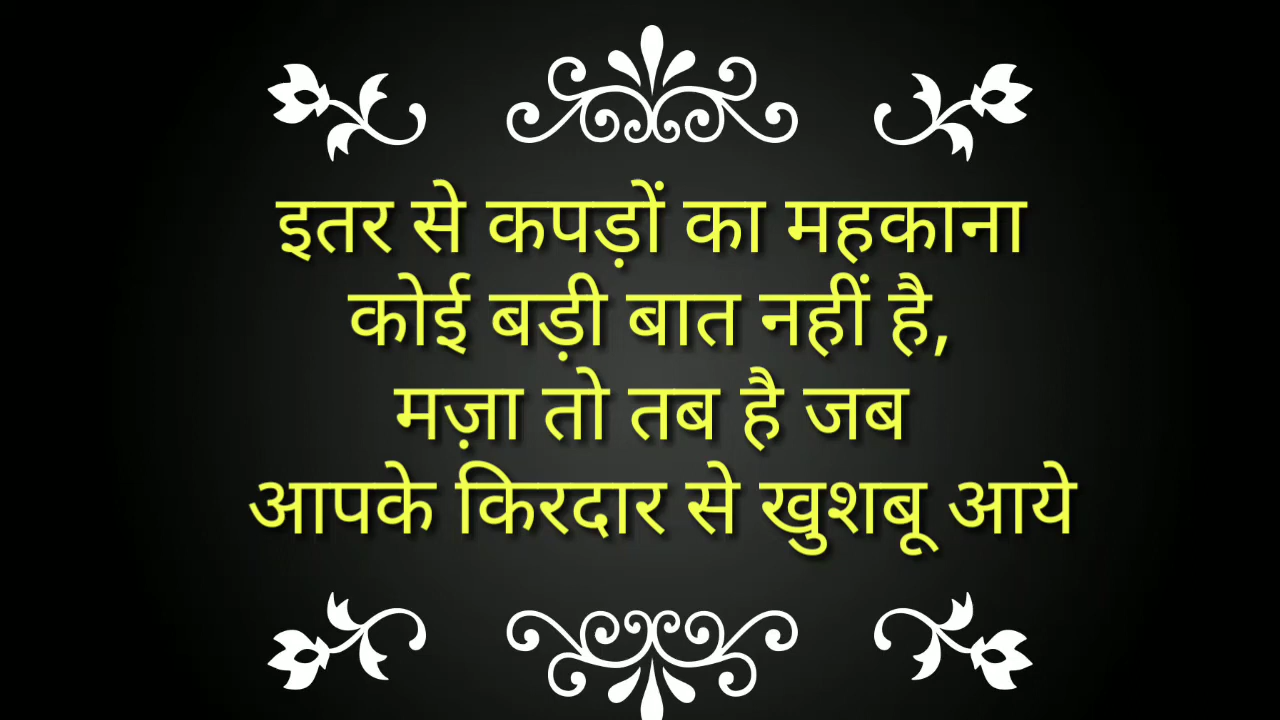 इतर से कपड़ों का महकाना
कोई बड़ी बात नहीं है,
मज़ा तो तब है जब
आपके किरदार से खुशबू आये